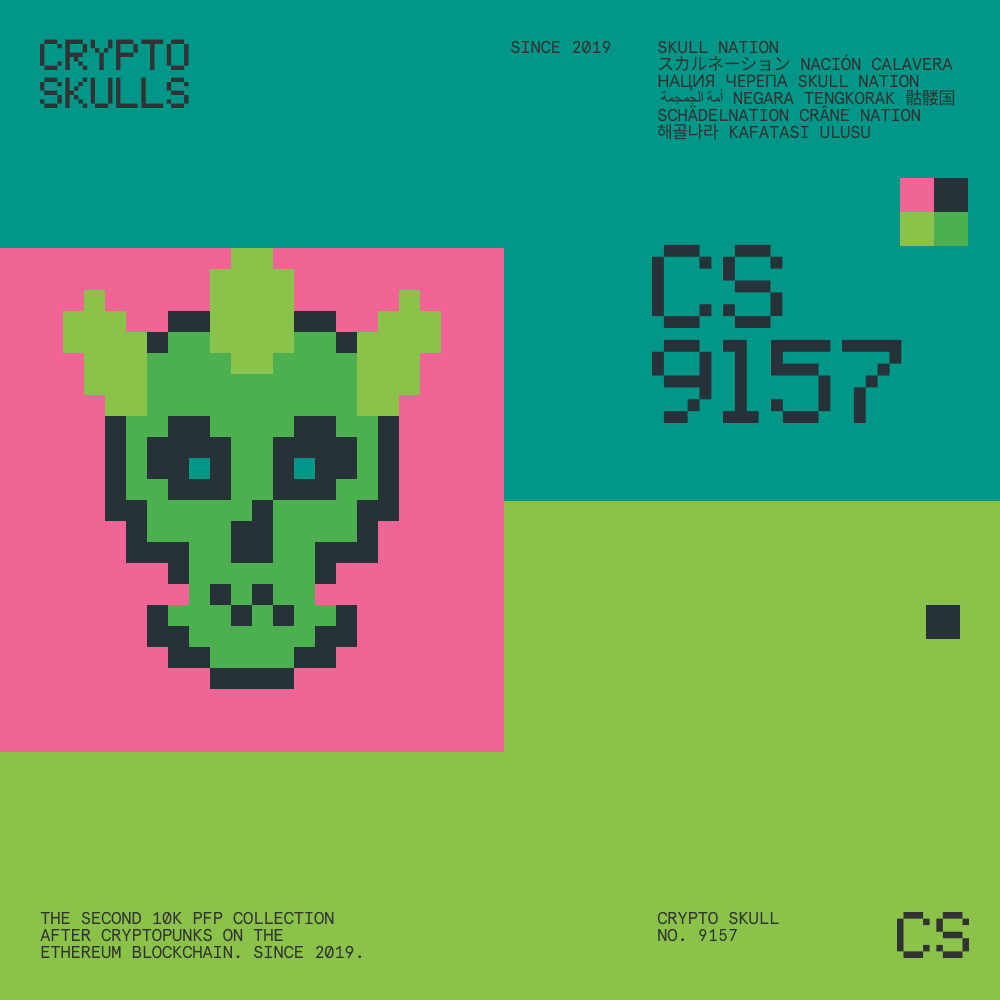 CRYPTO
SKULLS
SINCE 2019
SKULL NATION
スカルネーション NACIÓN CALAVERA
НАЦИЯ ЧЕРЕПА SKULL NATION
أمة الجمجمة NEGARA TENGKORAK 骷髅国
SCHÄDELNATION CRÂNE NATION
해골나라 KAFATASI ULUSU
CS
9157
THE SECOND 10K PFP COLLECTION
AFTER CRYPTOPUNKS ON THE
ETHEREUM BLOCKCHAIN. SINCE 2019.
CRYPTO SKULL
NO. 9157
CS